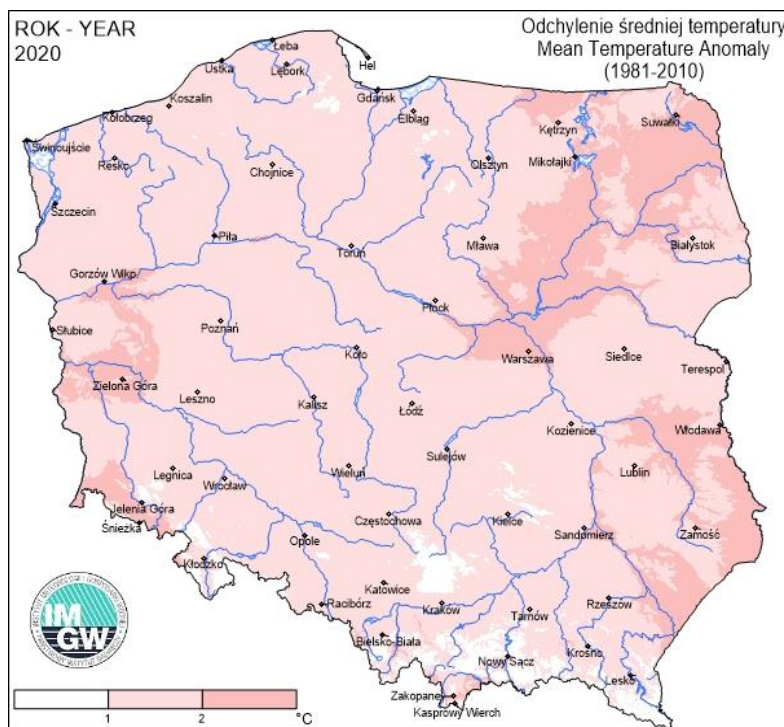 ROK - YEAR
2020
Odchylenie średniej temperatury
Mean Temperature Anomaly
(1981-2010)
Łeba
Hel
Ustka
Lębork
Gdańsk
Koszalin
Kołobrzeg
Elbląg
Kętrzyn
Suwałki
Świnoujście
Resko
Chojnice
Olsztyn
Mikołajki
Szczecin
Piła
Toruń
Mława
Białystok
Gorzów Wlkp.
Płock
Słubice
Poznań
Koło
Warszawa
Siedlce
Terespol
Zielona Góra
Leszno
Kalisz
Łódź
Kozienice
Włodawa
Sulejów
Legnica
Wrocław
Wieluń
Lublin
Jelenia Góra
Śnieżka
Opole
Częstochowa
Kielce
Sandomierz
Zamość
Kłodzko
Katowice
Racibórz
Kraków
Tarnów
Rzeszów
Bielsko-Biała
Nowy Sącz
Krosno
Lesko
Zakopane
Kasprowy Wierch
IM
GW
1 2 °C